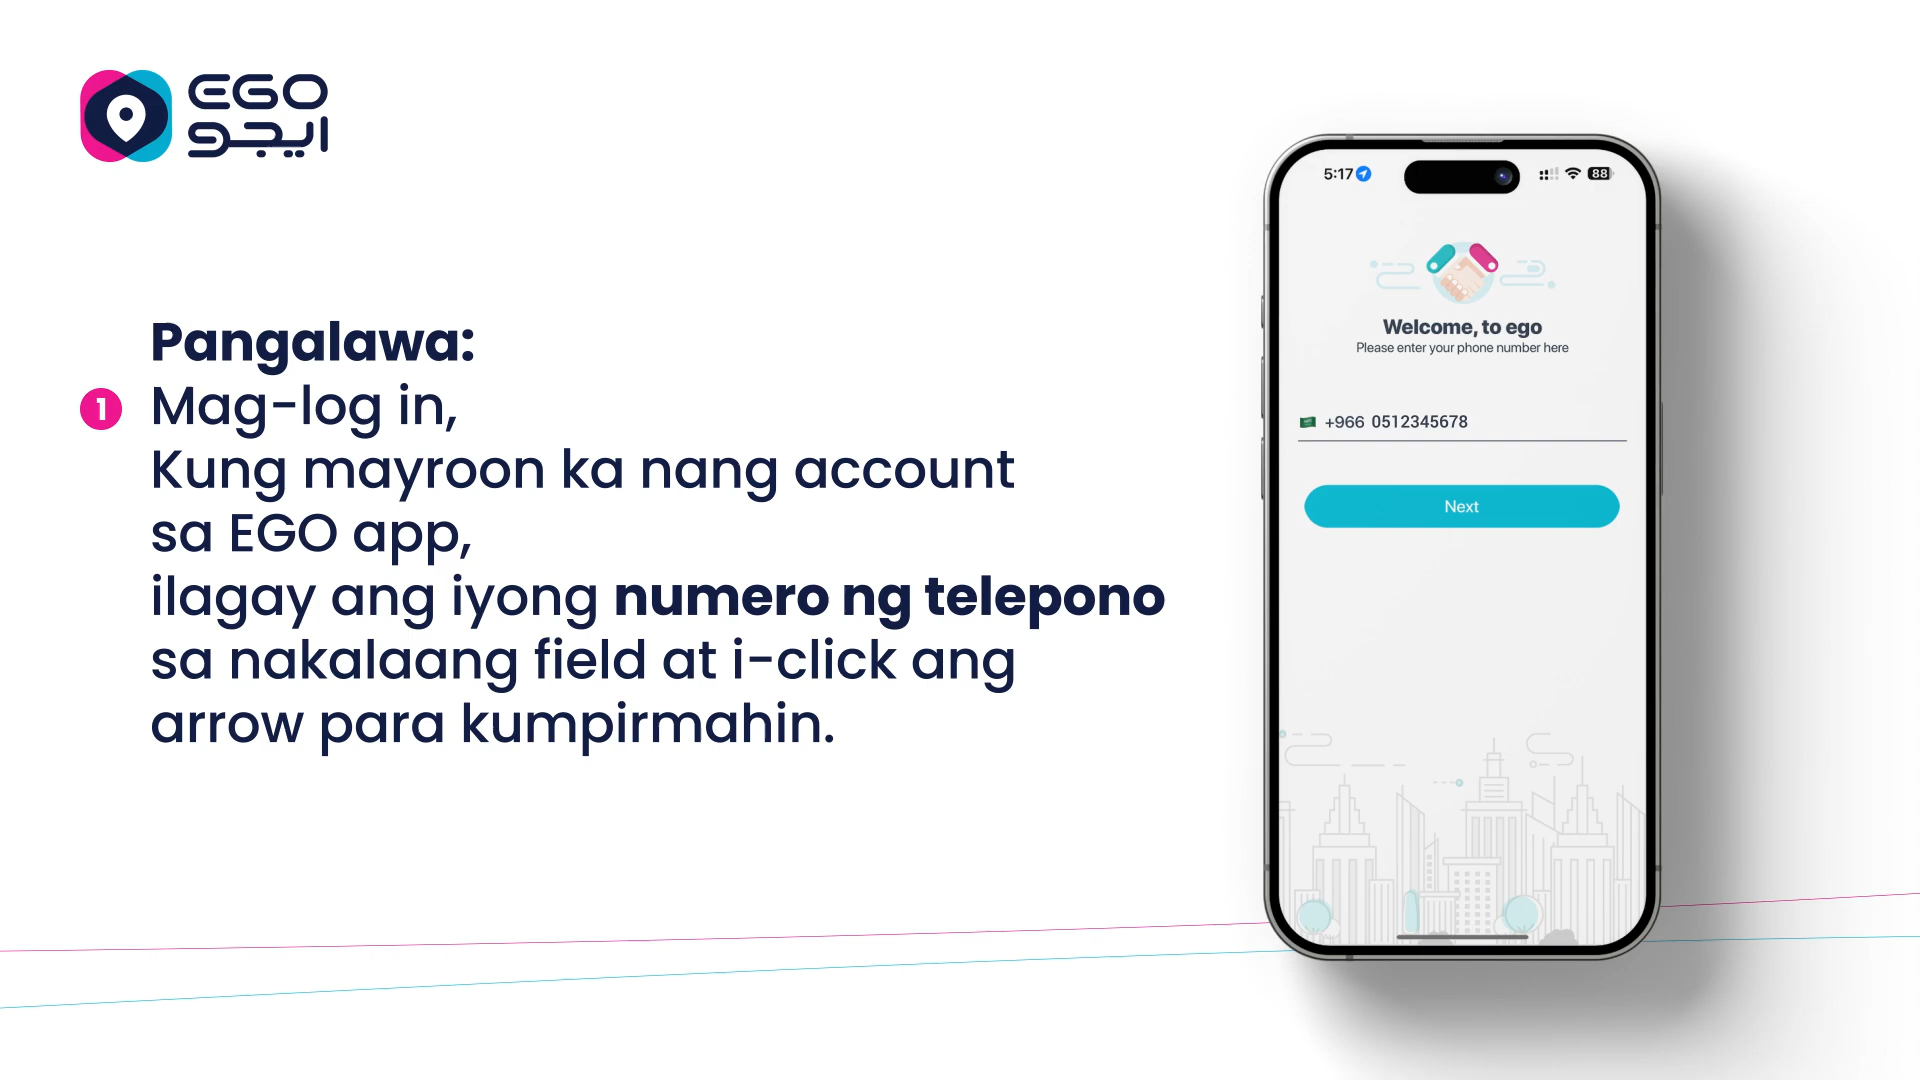 EGO
ايجو
Pangalawa:
1 Mag-log in,
Kung mayroon ka nang account
sa EGO app,
ilagay ang iyong numero ng telepono
sa nakalaang field at i-click ang
arrow para kumpirmahin.
5:17 88
Welcome, to ego
Please enter your phone number here
+966 0512345678
Next